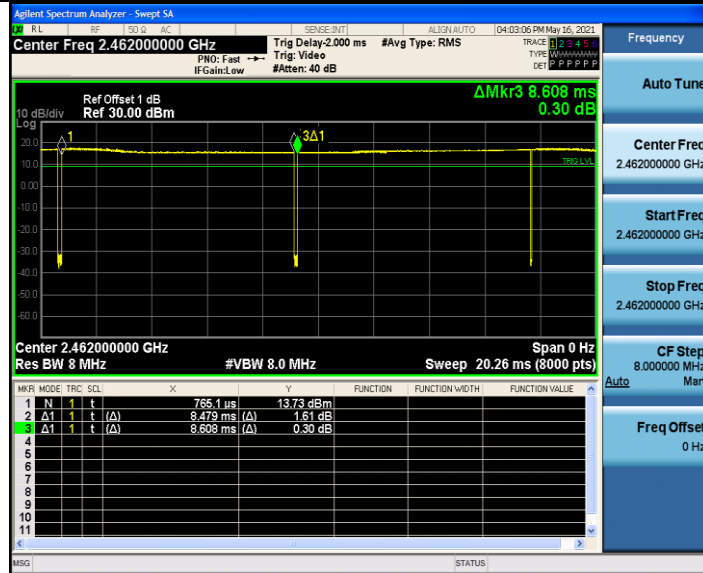 Agilent Spectrum Analyzer - Swept SA
RL RF 50 Ω AC SENSE:INT ALIGN AUTO 04:03:06 PM May 16, 2021
Center Freq 2.462000000 GHz
Trig Delay-2.000 ms #Avg Type: RMS TRACE 1 2 3 4 5 6
PNO: Fast Trig: Video TYPE
IFGain:Low #Atten: 40 dB DET P P P P P P
ΔMkr3 8.608 ms
0.30 dB
Ref Offset 1 dB
10 dB/div Ref 30.00 dBm
Log
1
3Δ1
20.0
TRIG LVL
10.0
0.00
-10.0
-20.0
-30.0
-40.0
-50.0
-60.0
Center 2.462000000 GHz Span 0 Hz
Res BW 8 MHz #VBW 8.0 MHz Sweep 20.26 ms (8000 pts)
MKR MODE TRC SCL X Y FUNCTION FUNCTION WIDTH FUNCTION VALUE
1 N 1 t 765.1 us 13.73 dBm
2 Δ1 1 t (Δ) 8.479 ms (Δ) 1.61 dB
3 Δ1 1 t (Δ) 8.608 ms (Δ) 0.30 dB
4
5
6
7
8
9
10
11
MSG STATUS
Frequency
Auto Tune
Center Freq
2.462000000 GHz
Start Freq
2.462000000 GHz
Stop Freq
2.462000000 GHz
CF Step
8.000000 MHz
Auto Man
Freq Offset
0 Hz